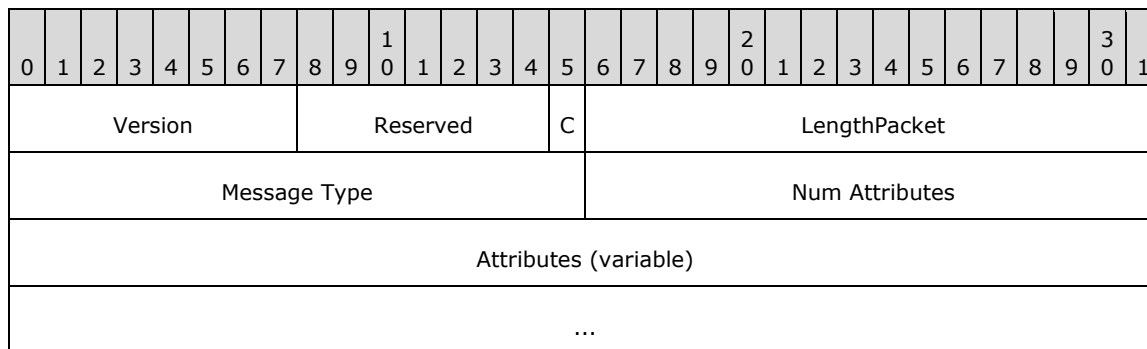 1 2 3
0 1 2 3 4 5 6 7 8 9 0 1 2 3 4 5 6 7 8 9 0 1 2 3 4 5 6 7 8 9 0 1
Version Reserved C LengthPacket
Message Type Num Attributes
Attributes (variable)
...